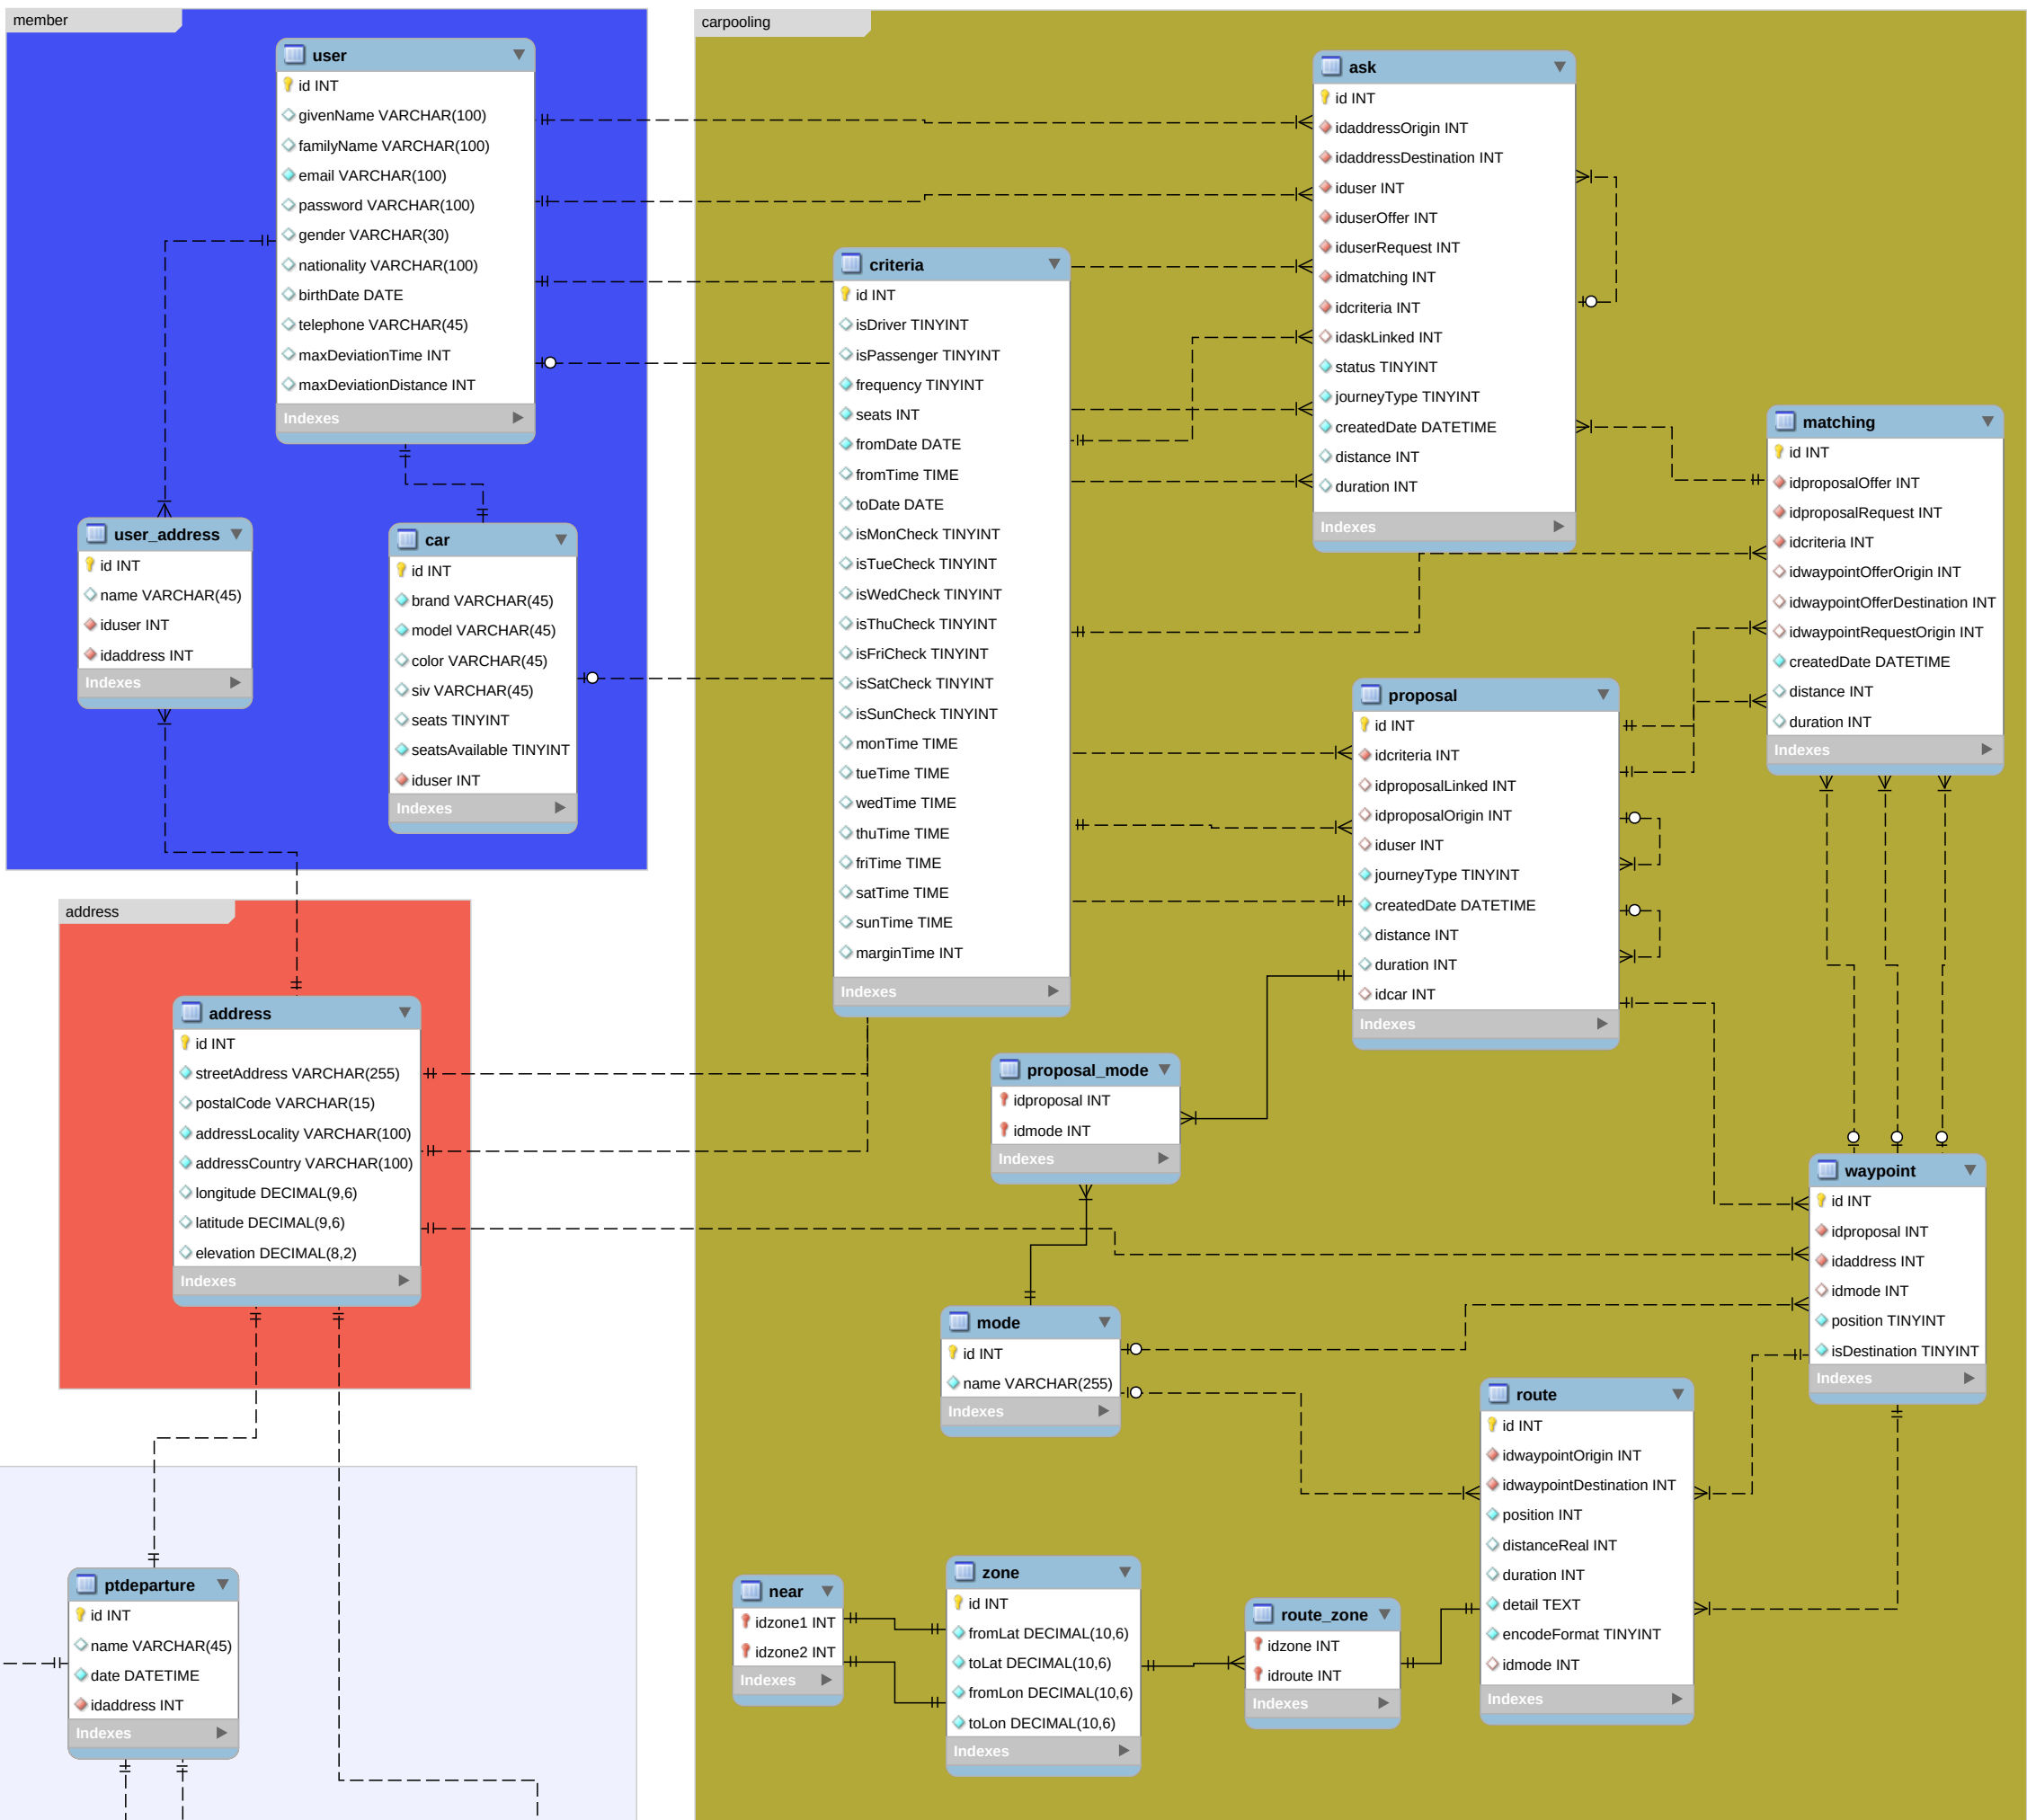 member
user
id INT
givenName VARCHAR(100)
familyName VARCHAR(100)
email VARCHAR(100)
password VARCHAR(100)
gender VARCHAR(30)
nationality VARCHAR(100)
birthDate DATE
telephone VARCHAR(45)
maxDeviationTime INT
maxDeviationDistance INT
Indexes
user_address
id INT
name VARCHAR(45)
iduser INT
idaddress INT
Indexes
car
id INT
brand VARCHAR(45)
model VARCHAR(45)
color VARCHAR(45)
siv VARCHAR(45)
seats TINYINT
seatsAvailable TINYINT
iduser INT
Indexes
address
address
id INT
streetAddress VARCHAR(255)
postalCode VARCHAR(15)
addressLocality VARCHAR(100)
addressCountry VARCHAR(100)
longitude DECIMAL(9,6)
latitude DECIMAL(9,6)
elevation DECIMAL(8,2)
Indexes
ptdeparture
id INT
name VARCHAR(45)
date DATETIME
idaddress INT
Indexes
carpooling
ask
id INT
idaddressOrigin INT
idaddressDestination INT
iduser INT
iduserOffer INT
iduserRequest INT
idmatching INT
idcriteria INT
idaskLinked INT
status TINYINT
journeyType TINYINT
createdDate DATETIME
distance INT
duration INT
Indexes
criteria
id INT
isDriver TINYINT
isPassenger TINYINT
frequency TINYINT
seats INT
fromDate DATE
fromTime TIME
toDate DATE
isMonCheck TINYINT
isTueCheck TINYINT
isWedCheck TINYINT
isThuCheck TINYINT
isFriCheck TINYINT
isSatCheck TINYINT
isSunCheck TINYINT
monTime TIME
tueTime TIME
wedTime TIME
thuTime TIME
friTime TIME
satTime TIME
sunTime TIME
marginTime INT
Indexes
matching
id INT
idproposalOffer INT
idproposalRequest INT
idcriteria INT
idwaypointOfferOrigin INT
idwaypointOfferDestination INT
idwaypointRequestOrigin INT
createdDate DATETIME
distance INT
duration INT
Indexes
proposal
id INT
idcriteria INT
idproposalLinked INT
idproposalOrigin INT
iduser INT
journeyType TINYINT
createdDate DATETIME
distance INT
duration INT
idcar INT
Indexes
proposal_mode
idproposal INT
idmode INT
Indexes
waypoint
id INT
idproposal INT
idaddress INT
idmode INT
position TINYINT
isDestination TINYINT
Indexes
mode
id INT
name VARCHAR(255)
Indexes
route
id INT
idwaypointOrigin INT
idwaypointDestination INT
position INT
distanceReal INT
duration INT
detail TEXT
encodeFormat TINYINT
idmode INT
Indexes
near
idzone1 INT
idzone2 INT
Indexes
zone
id INT
fromLat DECIMAL(10,6)
toLat DECIMAL(10,6)
fromLon DECIMAL(10,6)
toLon DECIMAL(10,6)
Indexes
route_zone
idzone INT
idroute INT
Indexes